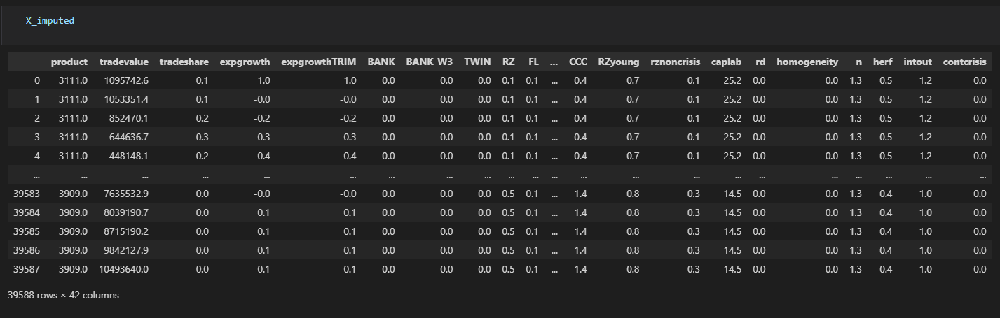 X_imputed
product tradevalue tradeshare expgrowth expgrowthTRIM BANK BANK_W3 TWIN RZ FL ... CCC RZyoung rznoncrisis caplab rd homogeneity n herf intout contcrisis
0 3111.0 1095742.6 0.1 1.0 1.0 0.0 0.0 0.0 0.1 0.1 ... 0.4 0.7 0.1 25.2 0.0 0.0 1.3 0.5 1.2 0.0
1 3111.0 1053351.4 0.1 -0.0 -0.0 0.0 0.0 0.0 0.1 0.1 ... 0.4 0.7 0.1 25.2 0.0 0.0 1.3 0.5 1.2 0.0
2 3111.0 852470.1 0.2 -0.2 -0.2 0.0 0.0 0.0 0.1 0.1 ... 0.4 0.7 0.1 25.2 0.0 0.0 1.3 0.5 1.2 0.0
3 3111.0 644636.7 0.3 -0.3 -0.3 0.0 0.0 0.0 0.1 0.1 ... 0.4 0.7 0.1 25.2 0.0 0.0 1.3 0.5 1.2 0.0
4 3111.0 448148.1 0.2 -0.4 -0.4 0.0 0.0 0.0 0.1 0.1 ... 0.4 0.7 0.1 25.2 0.0 0.0 1.3 0.5 1.2 0.0
... ... ... ... ... ... ... ... ... ... ... ... ... ... ... ... ... ... ... ... ... ...
39583 3909.0 7635532.9 0.0 -0.0 -0.0 0.0 0.0 0.0 0.5 0.1 ... 1.4 0.8 0.3 14.5 0.0 0.0 1.3 0.4 1.0 0.0
39584 3909.0 8039190.7 0.0 0.1 0.1 0.0 0.0 0.0 0.5 0.1 ... 1.4 0.8 0.3 14.5 0.0 0.0 1.3 0.4 1.0 0.0
39585 3909.0 8715190.2 0.0 0.1 0.1 0.0 0.0 0.0 0.5 0.1 ... 1.4 0.8 0.3 14.5 0.0 0.0 1.3 0.4 1.0 0.0
39586 3909.0 9842127.9 0.0 0.1 0.1 0.0 0.0 0.0 0.5 0.1 ... 1.4 0.8 0.3 14.5 0.0 0.0 1.3 0.4 1.0 0.0
39587 3909.0 10493640.0 0.0 0.1 0.1 0.0 0.0 0.0 0.5 0.1 ... 1.4 0.8 0.3 14.5 0.0 0.0 1.3 0.4 1.0 0.0
39588 rows × 42 columns